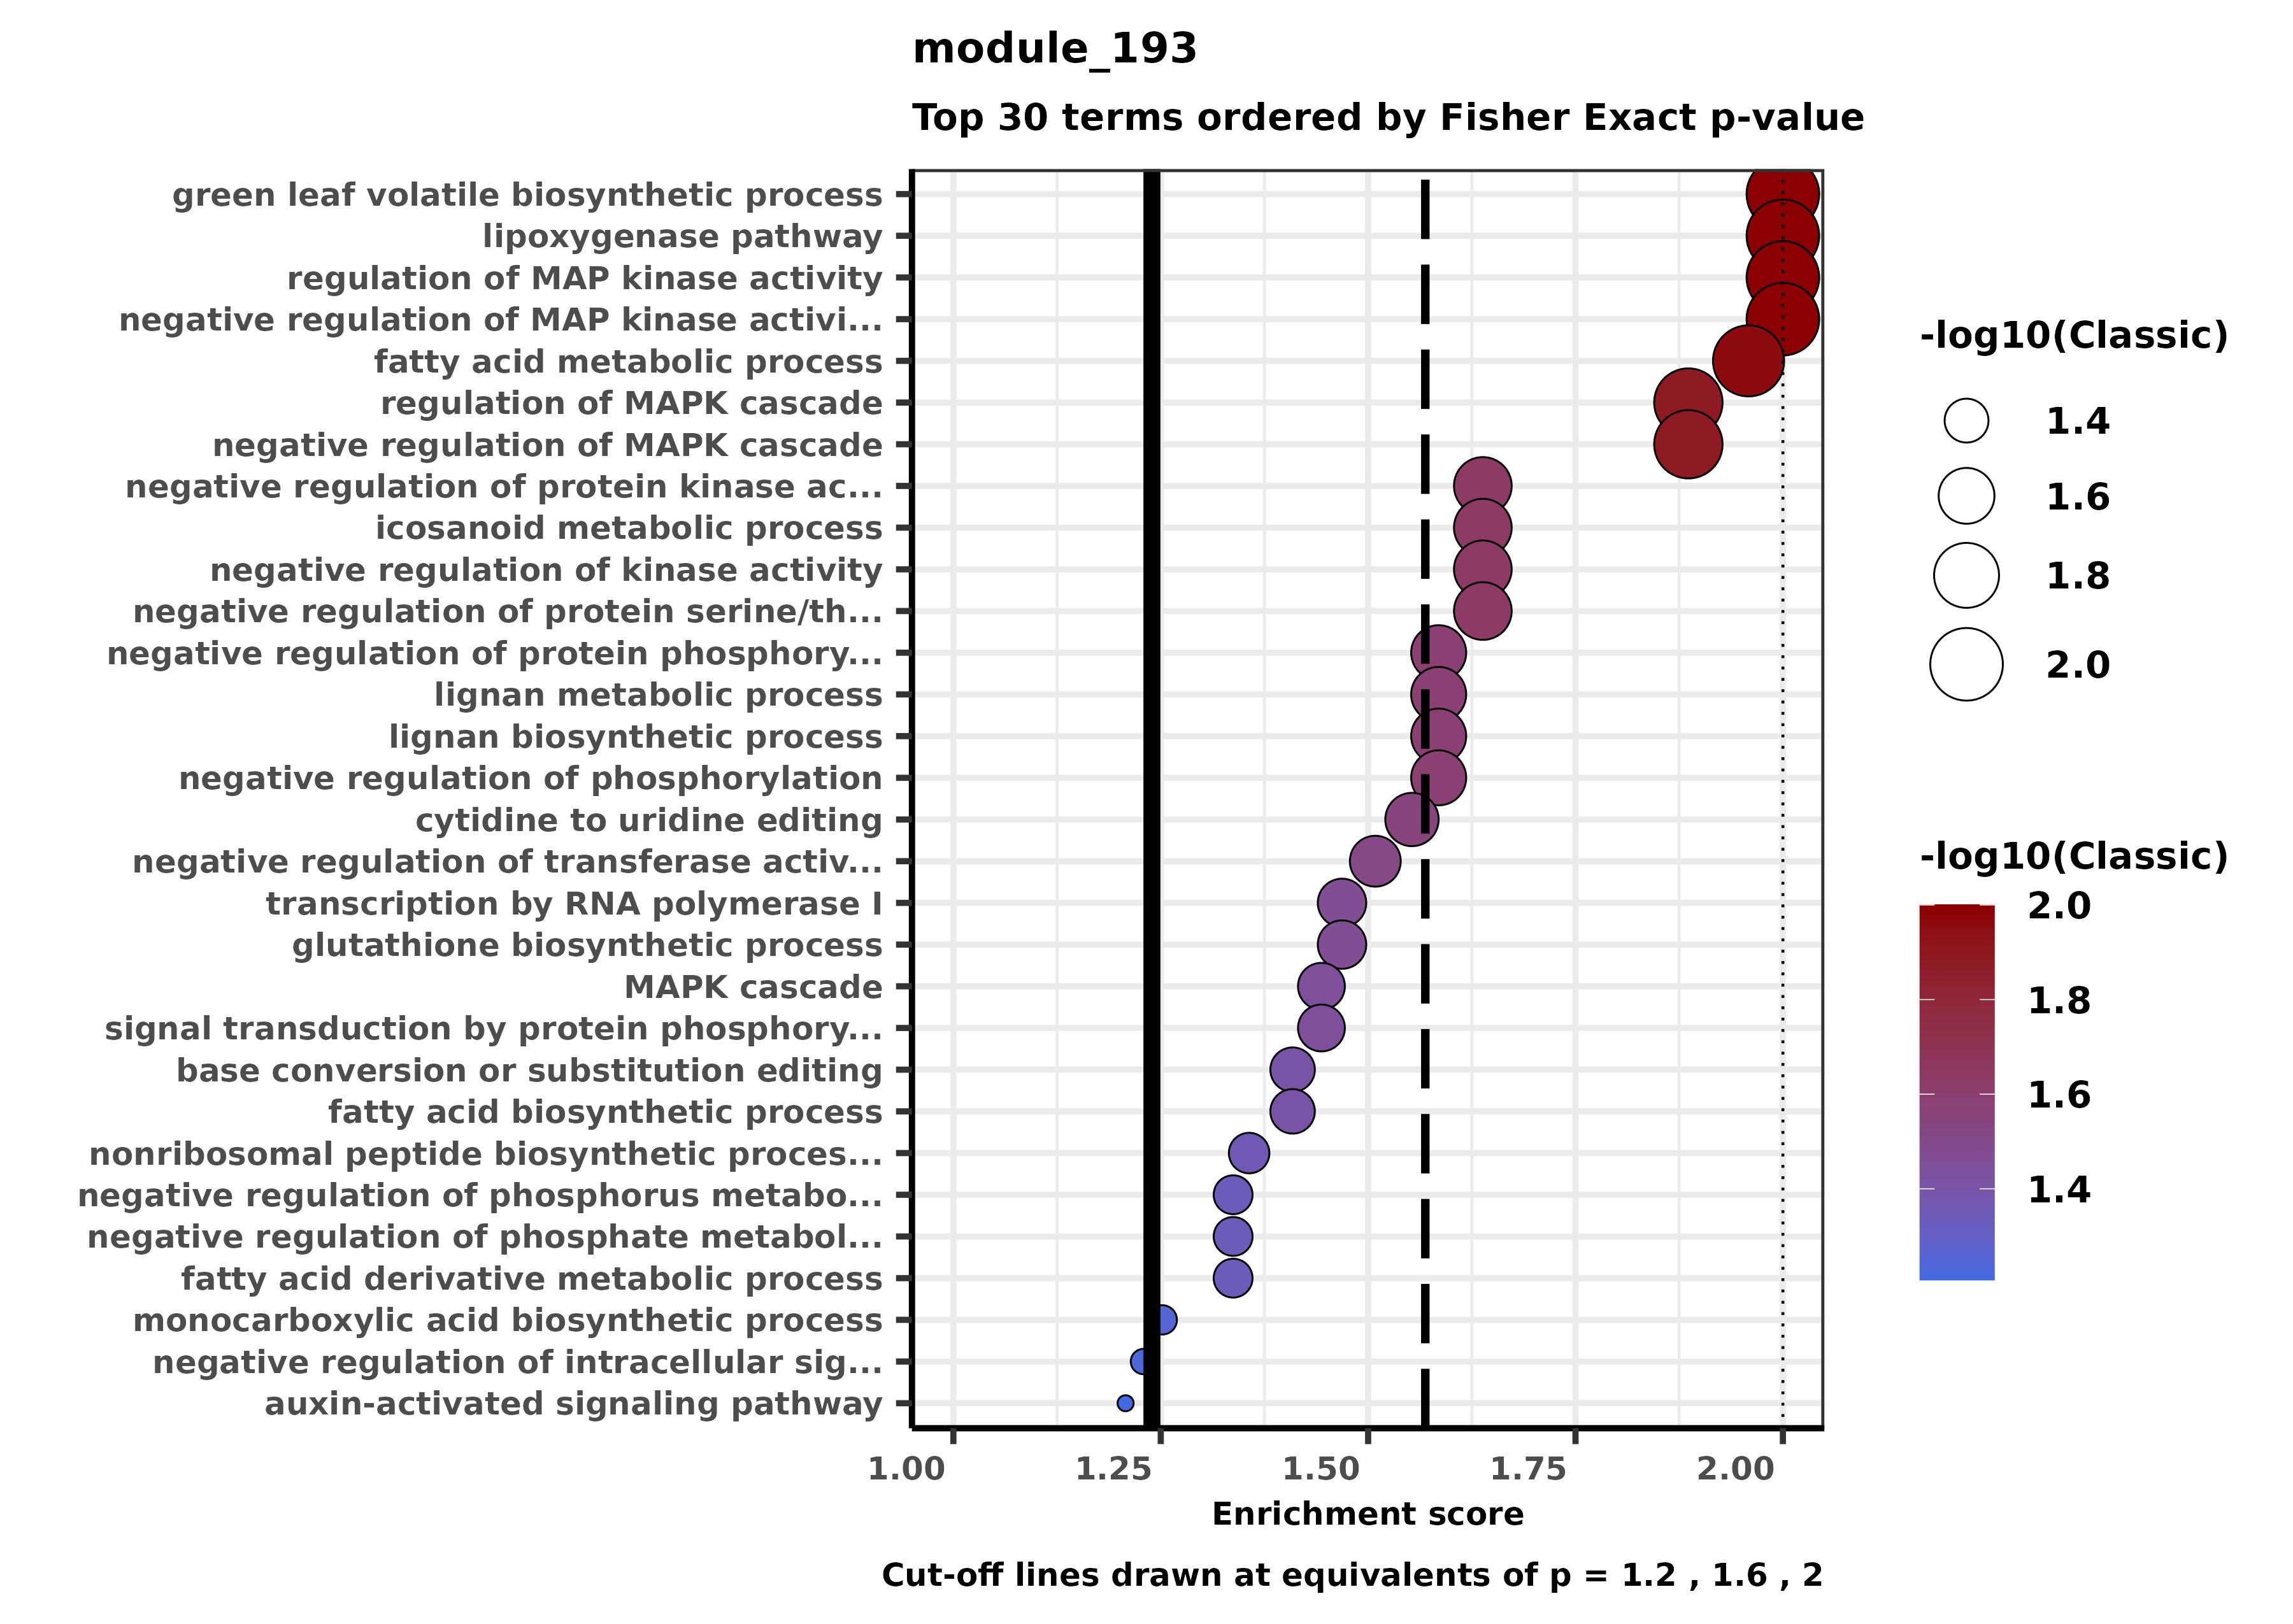 module_193
Top 30 terms ordered by Fisher Exact p-value
green leaf volatile biosynthetic process
lipoxygenase pathway
regulation of MAP kinase activity
negative regulation of MAP kinase activi...
fatty acid metabolic process
regulation of MAPK cascade
negative regulation of MAPK cascade
negative regulation of protein kinase ac...
icosanoid metabolic process
negative regulation of kinase activity
negative regulation of protein serine/th...
negative regulation of protein phosphory...
lignan metabolic process
lignan biosynthetic process
negative regulation of phosphorylation
cytidine to uridine editing
negative regulation of transferase activ...
transcription by RNA polymerase I
glutathione biosynthetic process
MAPK cascade
signal transduction by protein phosphory...
base conversion or substitution editing
fatty acid biosynthetic process
nonribosomal peptide biosynthetic proces...
negative regulation of phosphorus metabo...
negative regulation of phosphate metabol...
fatty acid derivative metabolic process
monocarboxylic acid biosynthetic process
negative regulation of intracellular sig...
auxin-activated signaling pathway
1.00 1.25 1.50 1.75 2.00
Enrichment score
Cut-off lines drawn at equivalents of p = 1.2 , 1.6 , 2
-log10(Classic)
1.4
1.6
1.8
2.0
-log10(Classic)
2.0
1.8
1.6
1.4